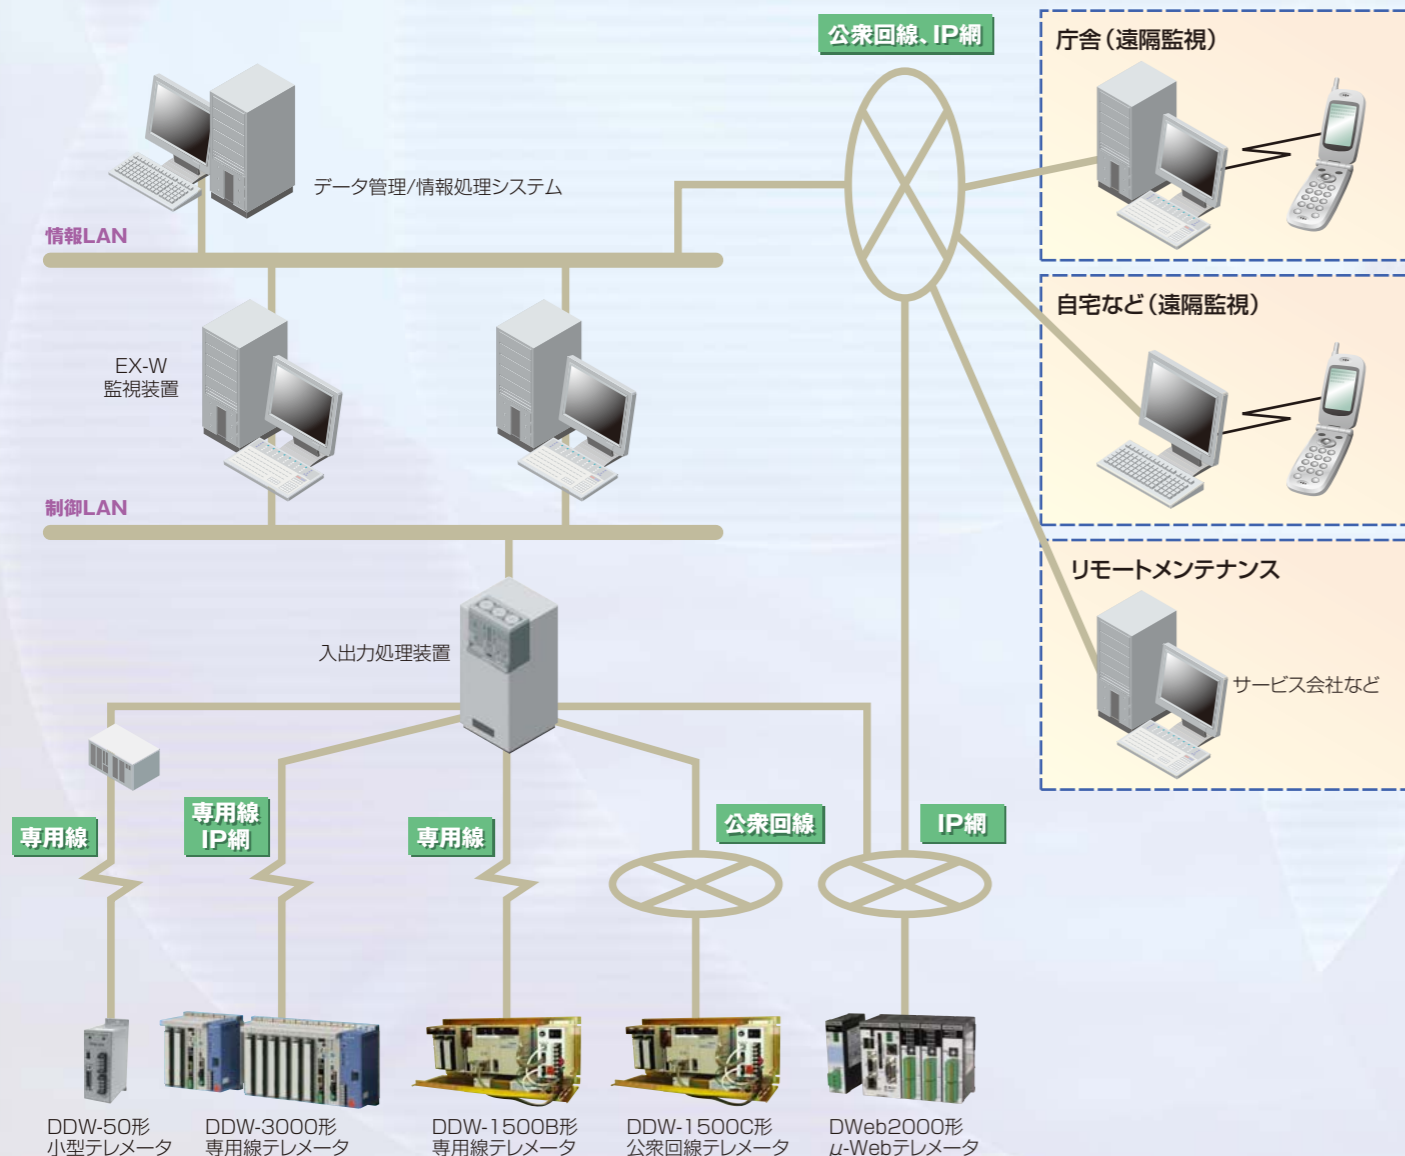 公衆回線、IP網
庁舎（遠隔監視）
データ管理/情報処理システム
情報LAN
自宅など（遠隔監視）
EX-W
監視装置
制御LAN
リモートメンテナンス
入出力処理装置
サービス会社など
専用線
専用線
IP網
専用線
公衆回線
IP網
DDW-50形
小型テレメータ
DDW-3000形
専用線テレメータ
DDW-1500B形
専用線テレメータ
DDW-1500C形
公衆回線テレメータ
DWeb2000形
μ-Webテレメータ